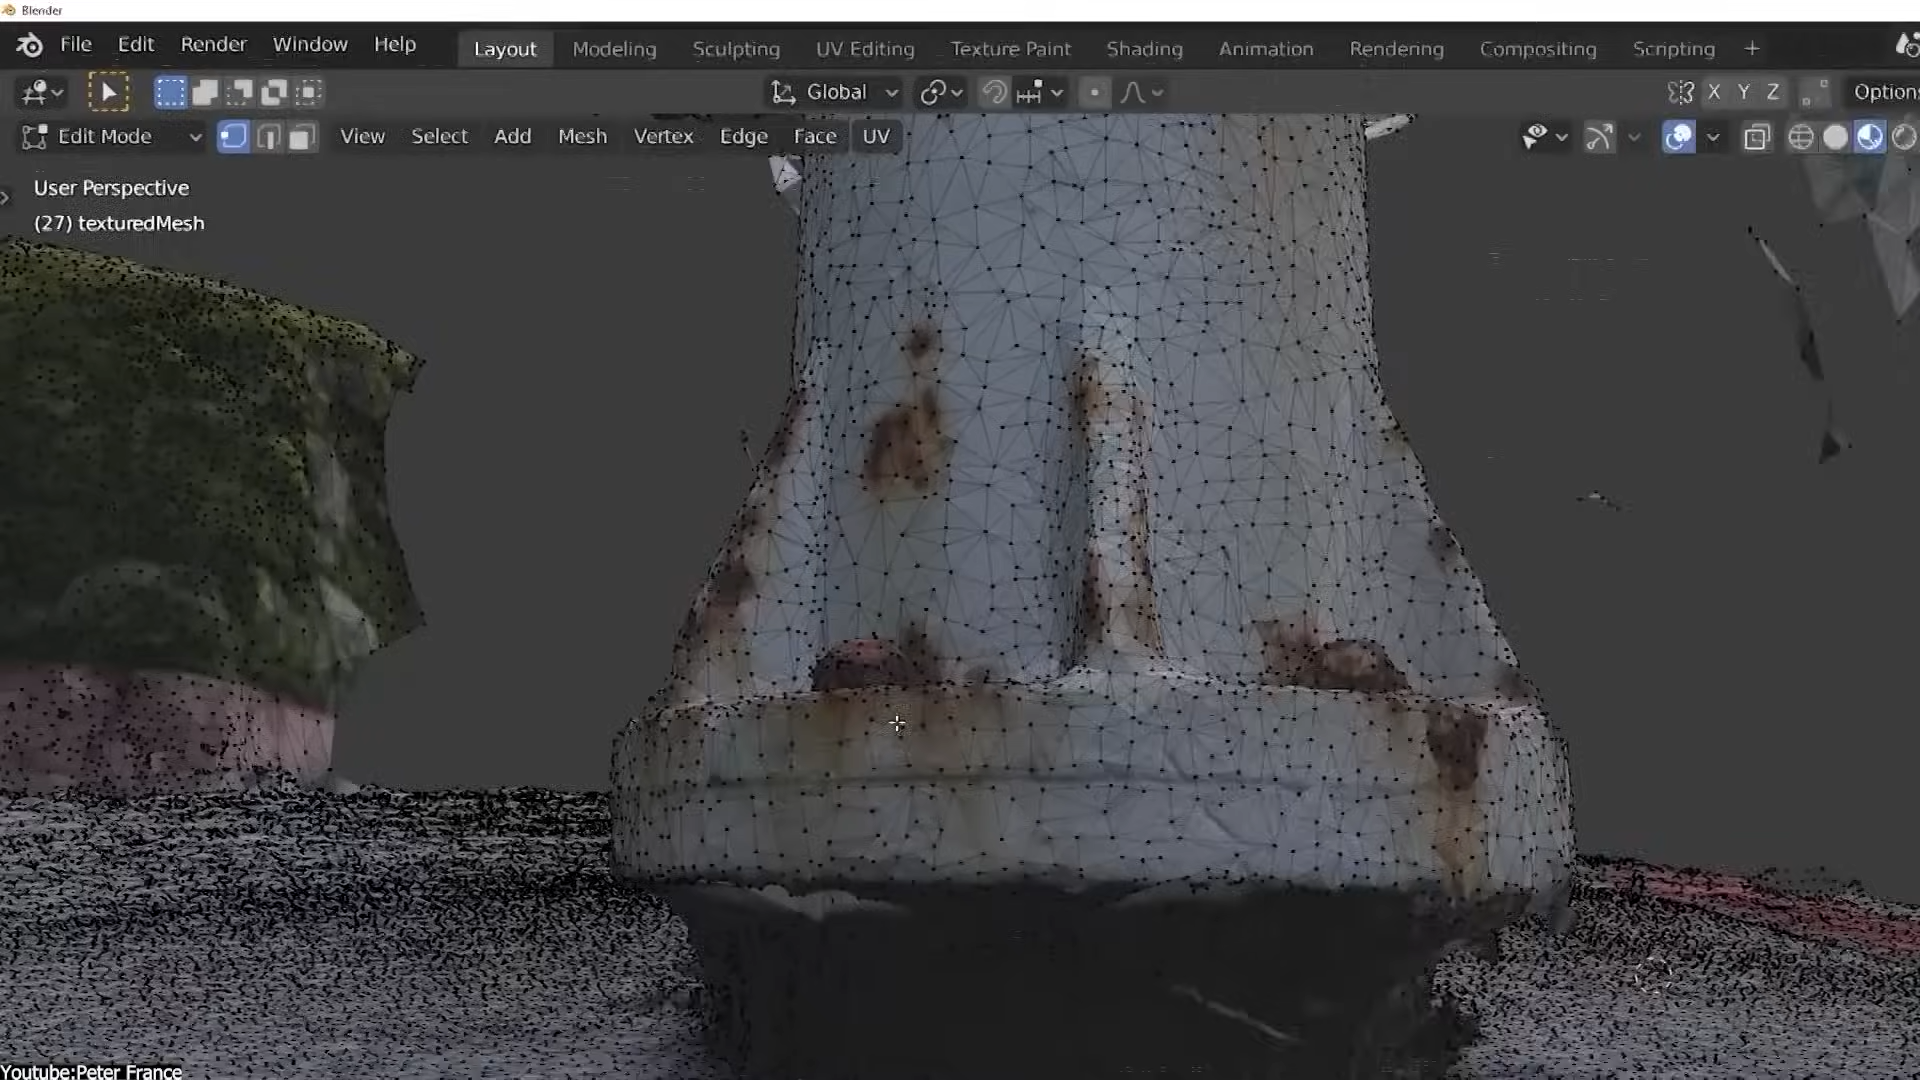 Blender
File Edit Render Window Help Layout Modeling Sculpting UV Editing Texture Paint Shading Animation Rendering Compositing Scripting +
Global X Y Z Options
Edit Mode View Select Add Mesh Vertex Edge Face UV
User Perspective
(27) texturedMesh
Youtube:Peter France